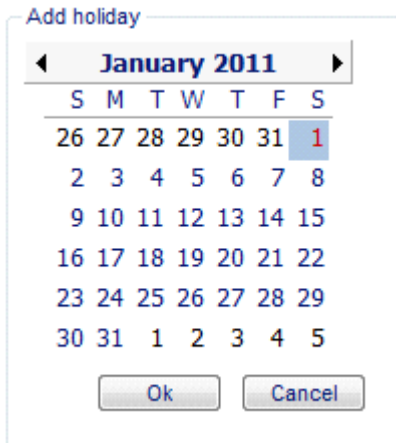 Add holiday
January 2011
S M T W T F S
26 27 28 29 30 31 1
2 3 4 5 6 7 8
9 10 11 12 13 14 15
16 17 18 19 20 21 22
23 24 25 26 27 28 29
30 31 1 2 3 4 5
Ok Cancel